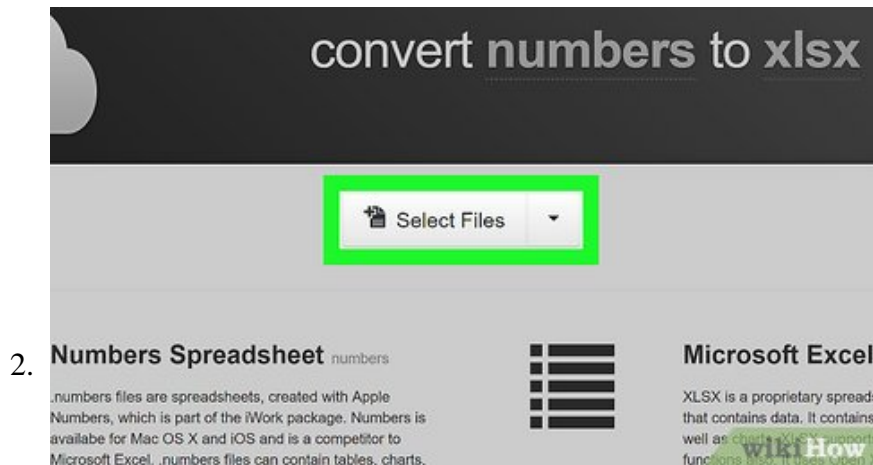 convert numbers to xlsx
Select Files
2.
Numbers Spreadsheet numbers
.numbers files are spreadsheets, created with Apple
Numbers, which is part of the iWork package. Numbers is
availabe for Mac OS X and iOS and is a competitor to
Microsoft Excel. .numbers files can contain tables, charts,
Microsoft Excel
XLSX is a proprietary spreads
that contains data. It contains
well as
functions
wikiHow